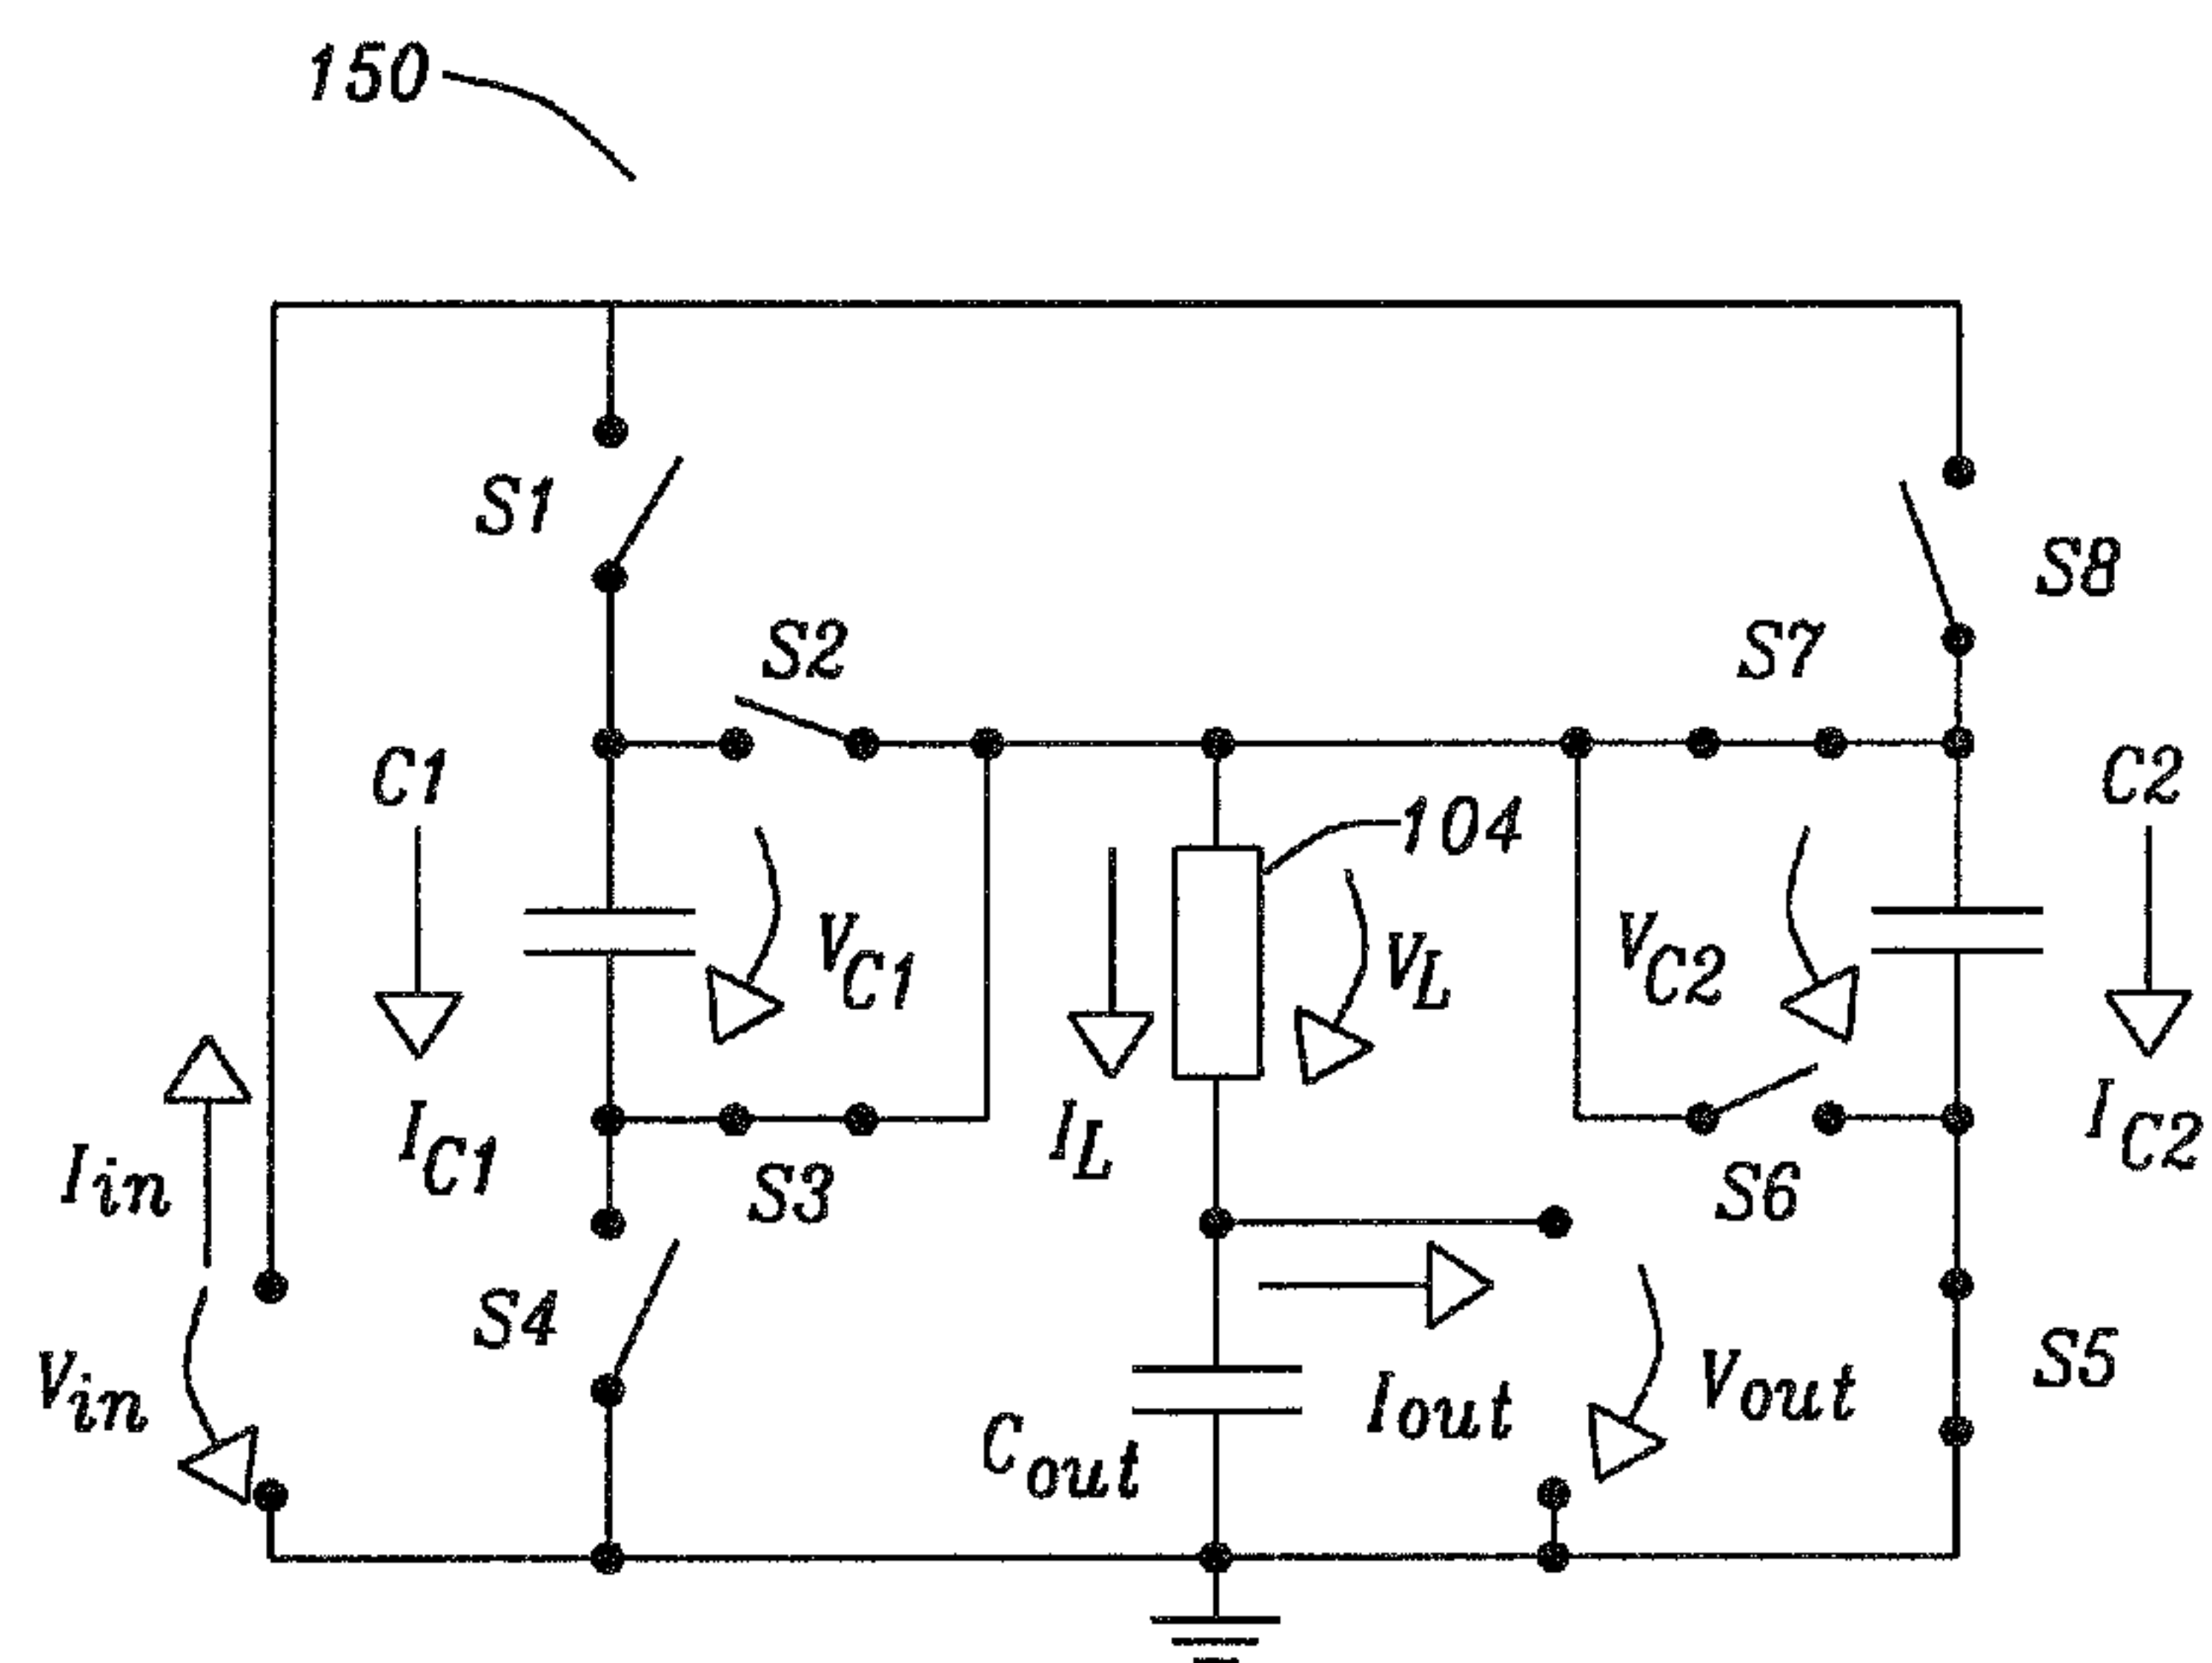 150
S1
S8
S2
S7
C1
C2
104
V_C1
V_L
V_C2
I_in
I_C1
S3
I_L
S6
I_C2
S4
V_in
C_out
I_out
V_out
S5